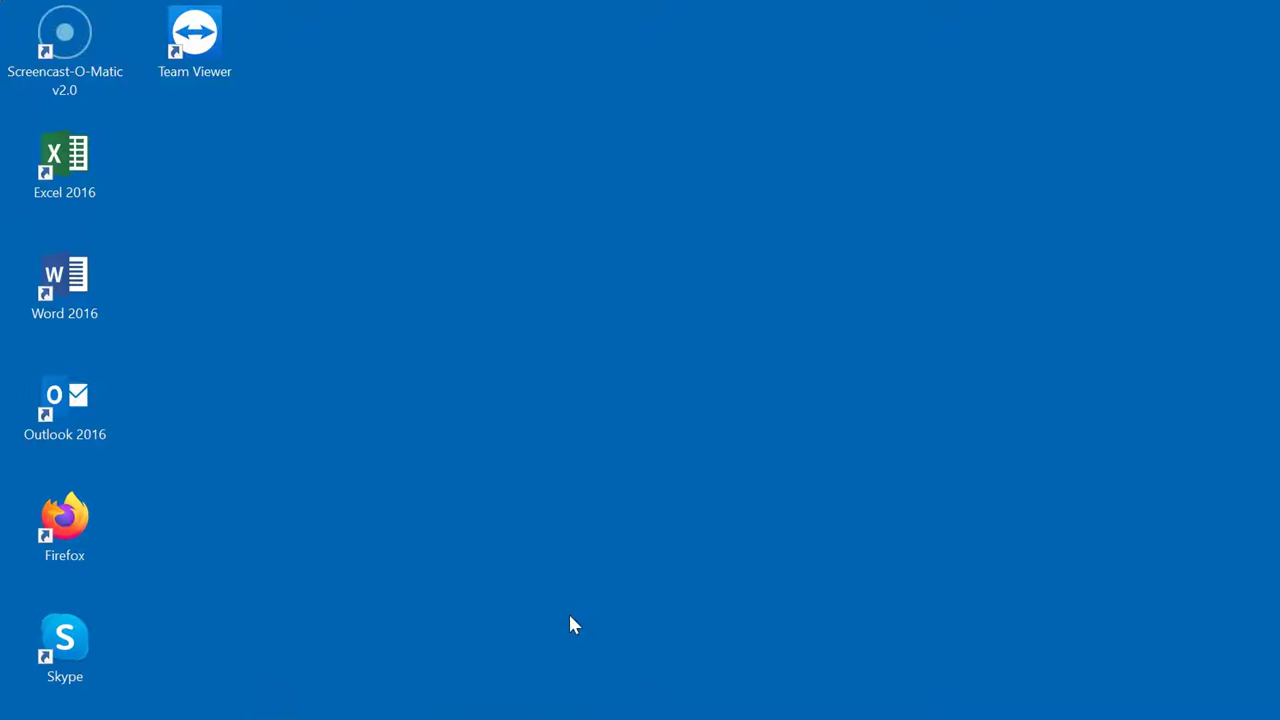 Screencast-O-Matic
v2.0
Team Viewer
Excel 2016
Word 2016
Outlook 2016
Firefox
Skype